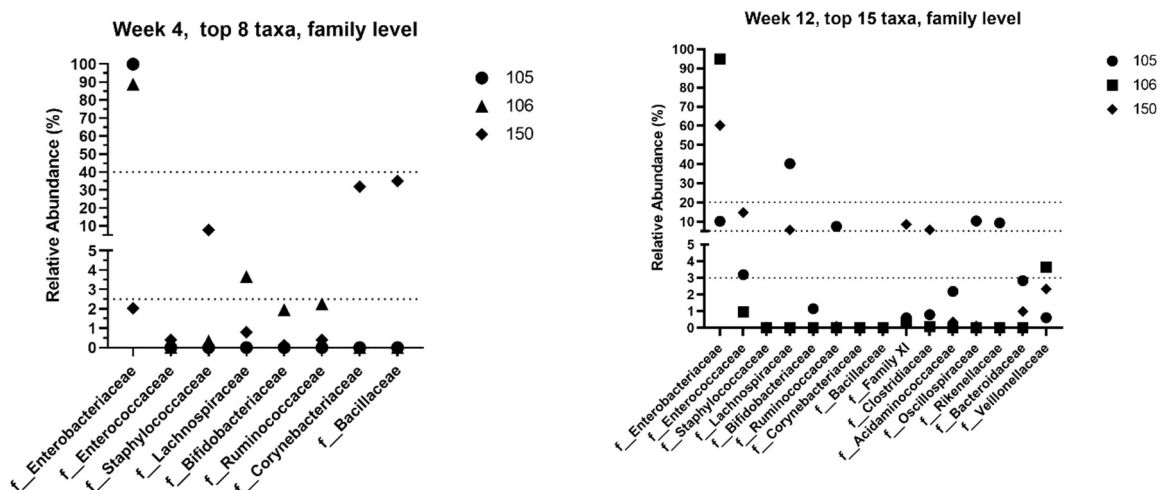 Week 4, top 8 taxa, family level
Relative Abundance (%)
100
90
80
70
60
50
40
30
20
10
5
4
3
2
1
0
f__Enterobacteriaceae
f__Enterococcaceae
f__Staphylococcaceae
f__Lachnospiraceae
f__Bifidobacteriaceae
f__Ruminococcaceae
f__Corynebacteriaceae
f__Bacillaceae
105
106
150
Week 12, top 15 taxa, family level
Relative Abundance (%)
100
90
80
70
60
50
40
30
20
10
5
4
3
2
1
0
f__Enterobacteriaceae
f__Enterococcaceae
f__Staphylococcaceae
f__Lachnospiraceae
f__Bifidobacteriaceae
f__Ruminococcaceae
f__Corynebacteriaceae
f__Bacillaceae
f__Family XI
f__Clostridiaceae
f__Acidaminococcaceae
f__Oscillospiraceae
f__Rikenellaceae
f__Bacteroidaceae
f__Veillonellaceae
105
106
150